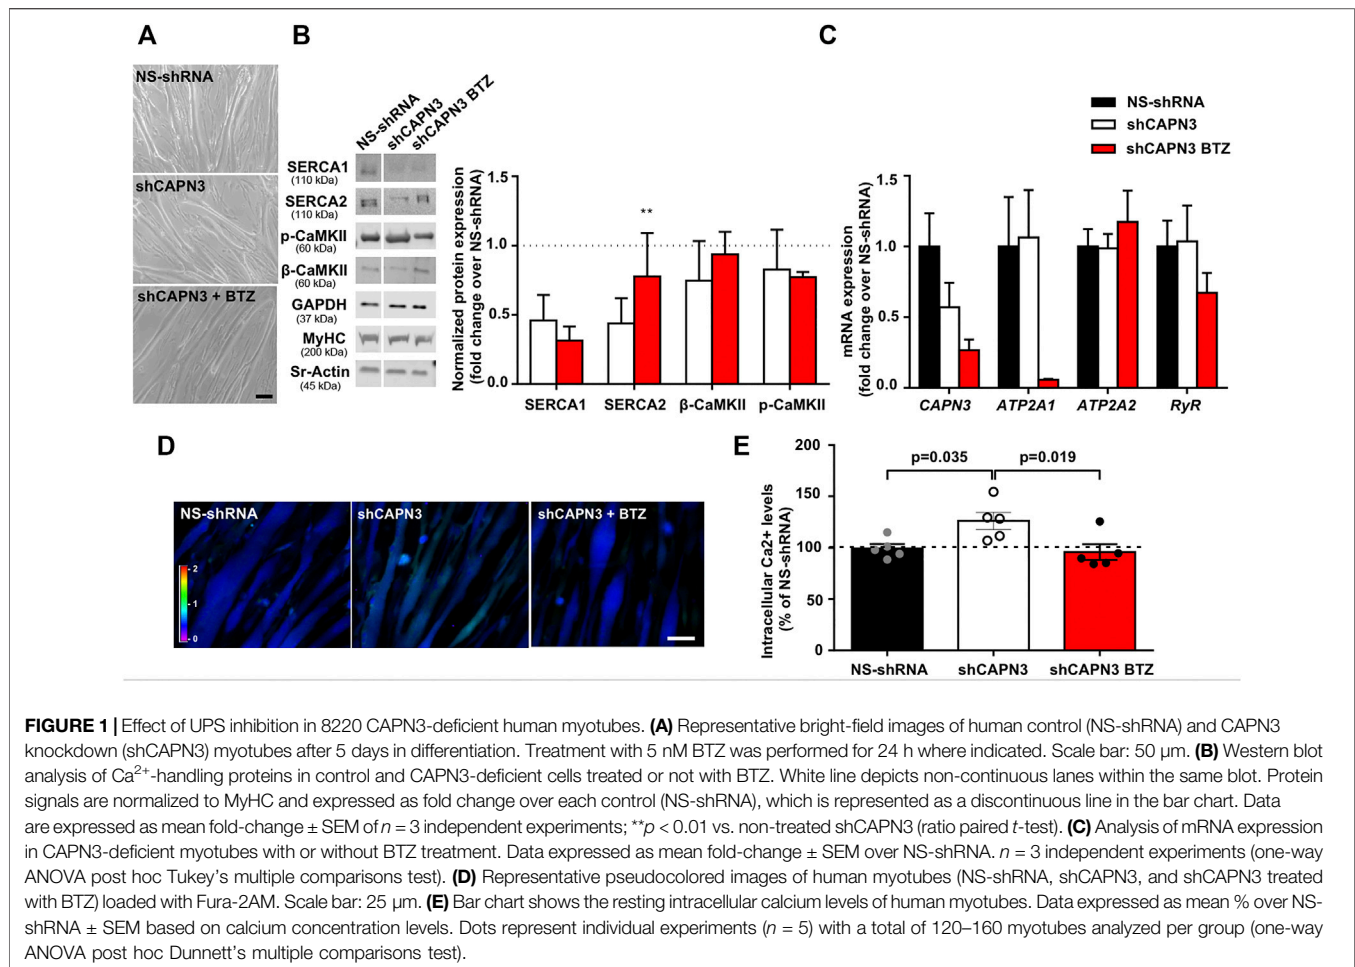 A
NS-shRNA
shCAPN3
shCAPN3 + BTZ
B
NS-shRNA
shCAPN3
shCAPN3 BTZ
SERCA1
(110 kDa)
SERCA2
(110 kDa)
p-CaMKII
(60 kDa)
β-CaMKII
(60 kDa)
GAPDH
(37 kDa)
MyHC
(200 kDa)
Sr-Actin
(45 kDa)
Normalized protein expression
(fold change over NS-shRNA)
1.5
1.0
0.5
0.0
**
SERCA1 SERCA2 β-CaMKII p-CaMKII
C
NS-shRNA
shCAPN3
shCAPN3 BTZ
mRNA expression
(fold change over NS-shRNA)
1.5
1.0
0.5
0.0
CAPN3 ATP2A1 ATP2A2 RyR
D
NS-shRNA
shCAPN3
shCAPN3 + BTZ
2
1
0
E
Intracellular Ca2+ levels
(% of NS-shRNA)
200
150
100
50
0
p=0.035 p=0.019
NS-shRNA shCAPN3 shCAPN3 BTZ
FIGURE 1 | Effect of UPS inhibition in 8220 CAPN3-deficient human myotubes. (A) Representative bright-field images of human control (NS-shRNA) and CAPN3
knockdown (shCAPN3) myotubes after 5 days in differentiation. Treatment with 5 nM BTZ was performed for 24 h where indicated. Scale bar: 50 μm. (B) Western blot
analysis of Ca²⁺-handling proteins in control and CAPN3-deficient cells treated or not with BTZ. White line depicts non-continuous lanes within the same blot. Protein
signals are normalized to MyHC and expressed as fold change over each control (NS-shRNA), which is represented as a discontinuous line in the bar chart. Data
are expressed as mean fold-change ± SEM of n = 3 independent experiments; **p < 0.01 vs. non-treated shCAPN3 (ratio paired t-test). (C) Analysis of mRNA expression
in CAPN3-deficient myotubes with or without BTZ treatment. Data expressed as mean fold-change ± SEM over NS-shRNA. n = 3 independent experiments (one-way
ANOVA post hoc Tukey's multiple comparisons test). (D) Representative pseudocolored images of human myotubes (NS-shRNA, shCAPN3, and shCAPN3 treated
with BTZ) loaded with Fura-2AM. Scale bar: 25 μm. (E) Bar chart shows the resting intracellular calcium levels of human myotubes. Data expressed as mean % over NS-
shRNA ± SEM based on calcium concentration levels. Dots represent individual experiments (n = 5) with a total of 120–160 myotubes analyzed per group (one-way
ANOVA post hoc Dunnett's multiple comparisons test).